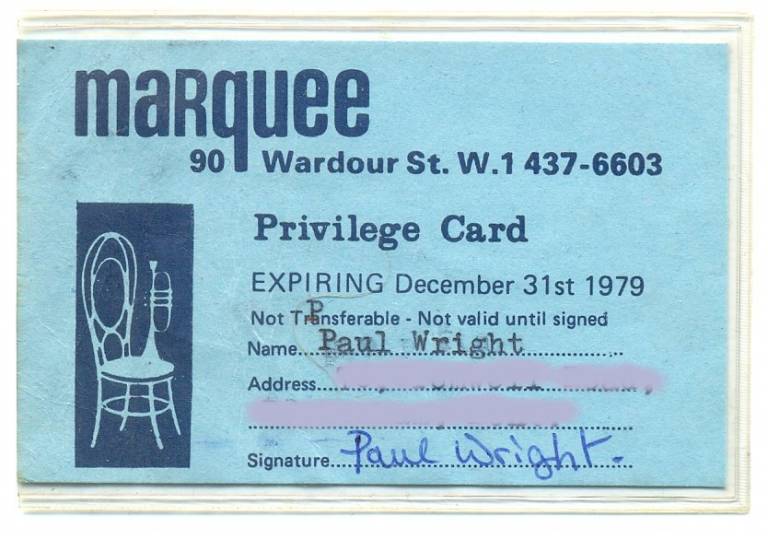 marquee
90 Wardour St. W.1 437-6603
Privilege Card
EXPIRING December 31st 1979
P
Not Transferable - Not valid until signed
Name...Paul Wright
Address...
Signature...Paul Wright.